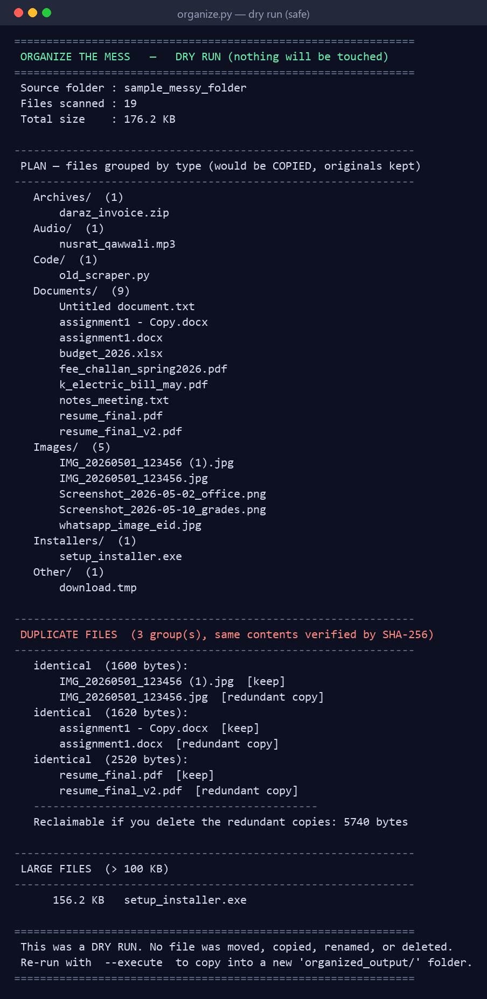 organize.py — dry run (safe)
==============================================================
ORGANIZE THE MESS   —   DRY RUN (nothing will be touched)
==============================================================
Source folder : sample_messy_folder
Files scanned : 19
Total size    : 176.2 KB
--------------------------------------------------------------
PLAN — files grouped by type (would be COPIED, originals kept)
--------------------------------------------------------------
Archives/  (1)
daraz_invoice.zip
Audio/  (1)
nusrat_qawwali.mp3
Code/  (1)
old_scraper.py
Documents/  (9)
Untitled document.txt
assignment1 - Copy.docx
assignment1.docx
budget_2026.xlsx
fee_challan_spring2026.pdf
k_electric_bill_may.pdf
notes_meeting.txt
resume_final.pdf
resume_final_v2.pdf
Images/  (5)
IMG_20260501_123456 (1).jpg
IMG_20260501_123456.jpg
Screenshot_2026-05-02_office.png
Screenshot_2026-05-10_grades.png
whatsapp_image_eid.jpg
Installers/  (1)
setup_installer.exe
Other/  (1)
download.tmp
--------------------------------------------------------------
DUPLICATE FILES  (3 group(s), same contents verified by SHA-256)
--------------------------------------------------------------
identical  (1600 bytes):
IMG_20260501_123456 (1).jpg  [keep]
IMG_20260501_123456.jpg  [redundant copy]
identical  (1620 bytes):
assignment1 - Copy.docx  [keep]
assignment1.docx  [redundant copy]
identical  (2520 bytes):
resume_final.pdf  [keep]
resume_final_v2.pdf  [redundant copy]
--------------------------------------------
Reclaimable if you delete the redundant copies: 5740 bytes
--------------------------------------------------------------
LARGE FILES  (> 100 KB)
--------------------------------------------------------------
156.2 KB   setup_installer.exe
==============================================================
This was a DRY RUN. No file was moved, copied, renamed, or deleted.
Re-run with  --execute  to copy into a new 'organized_output/' folder.
==============================================================